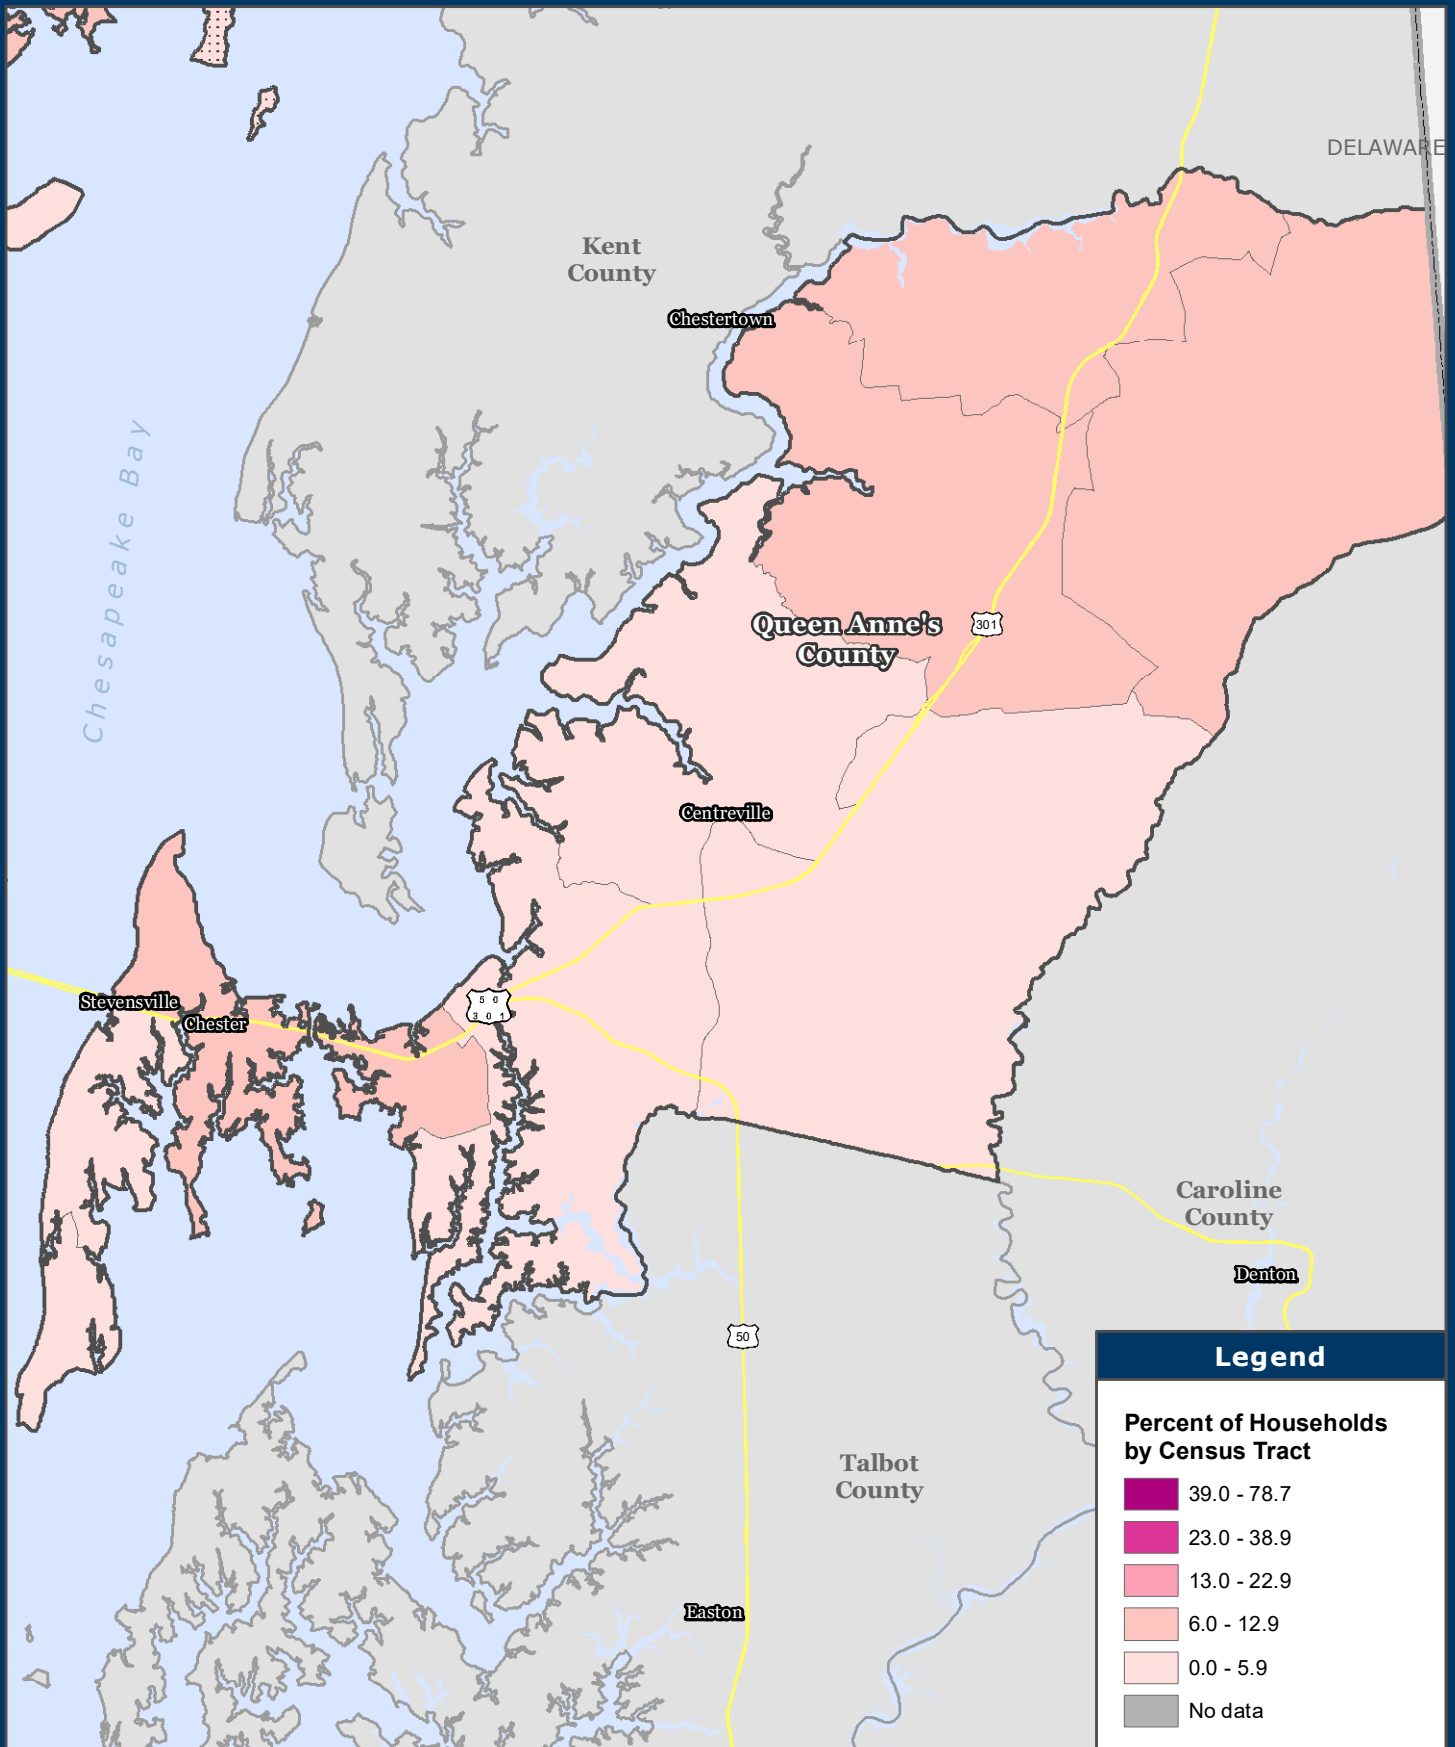 DELAWARE
Kent
County
Chestertown
Chesapeake Bay
Queen Anne's
County
301
Centreville
Stevensville
Chester
50
301
Caroline
County
Denton
50
Talbot
County
Easton
Legend
Percent of Households
by Census Tract
39.0 - 78.7
23.0 - 38.9
13.0 - 22.9
6.0 - 12.9
0.0 - 5.9
No data